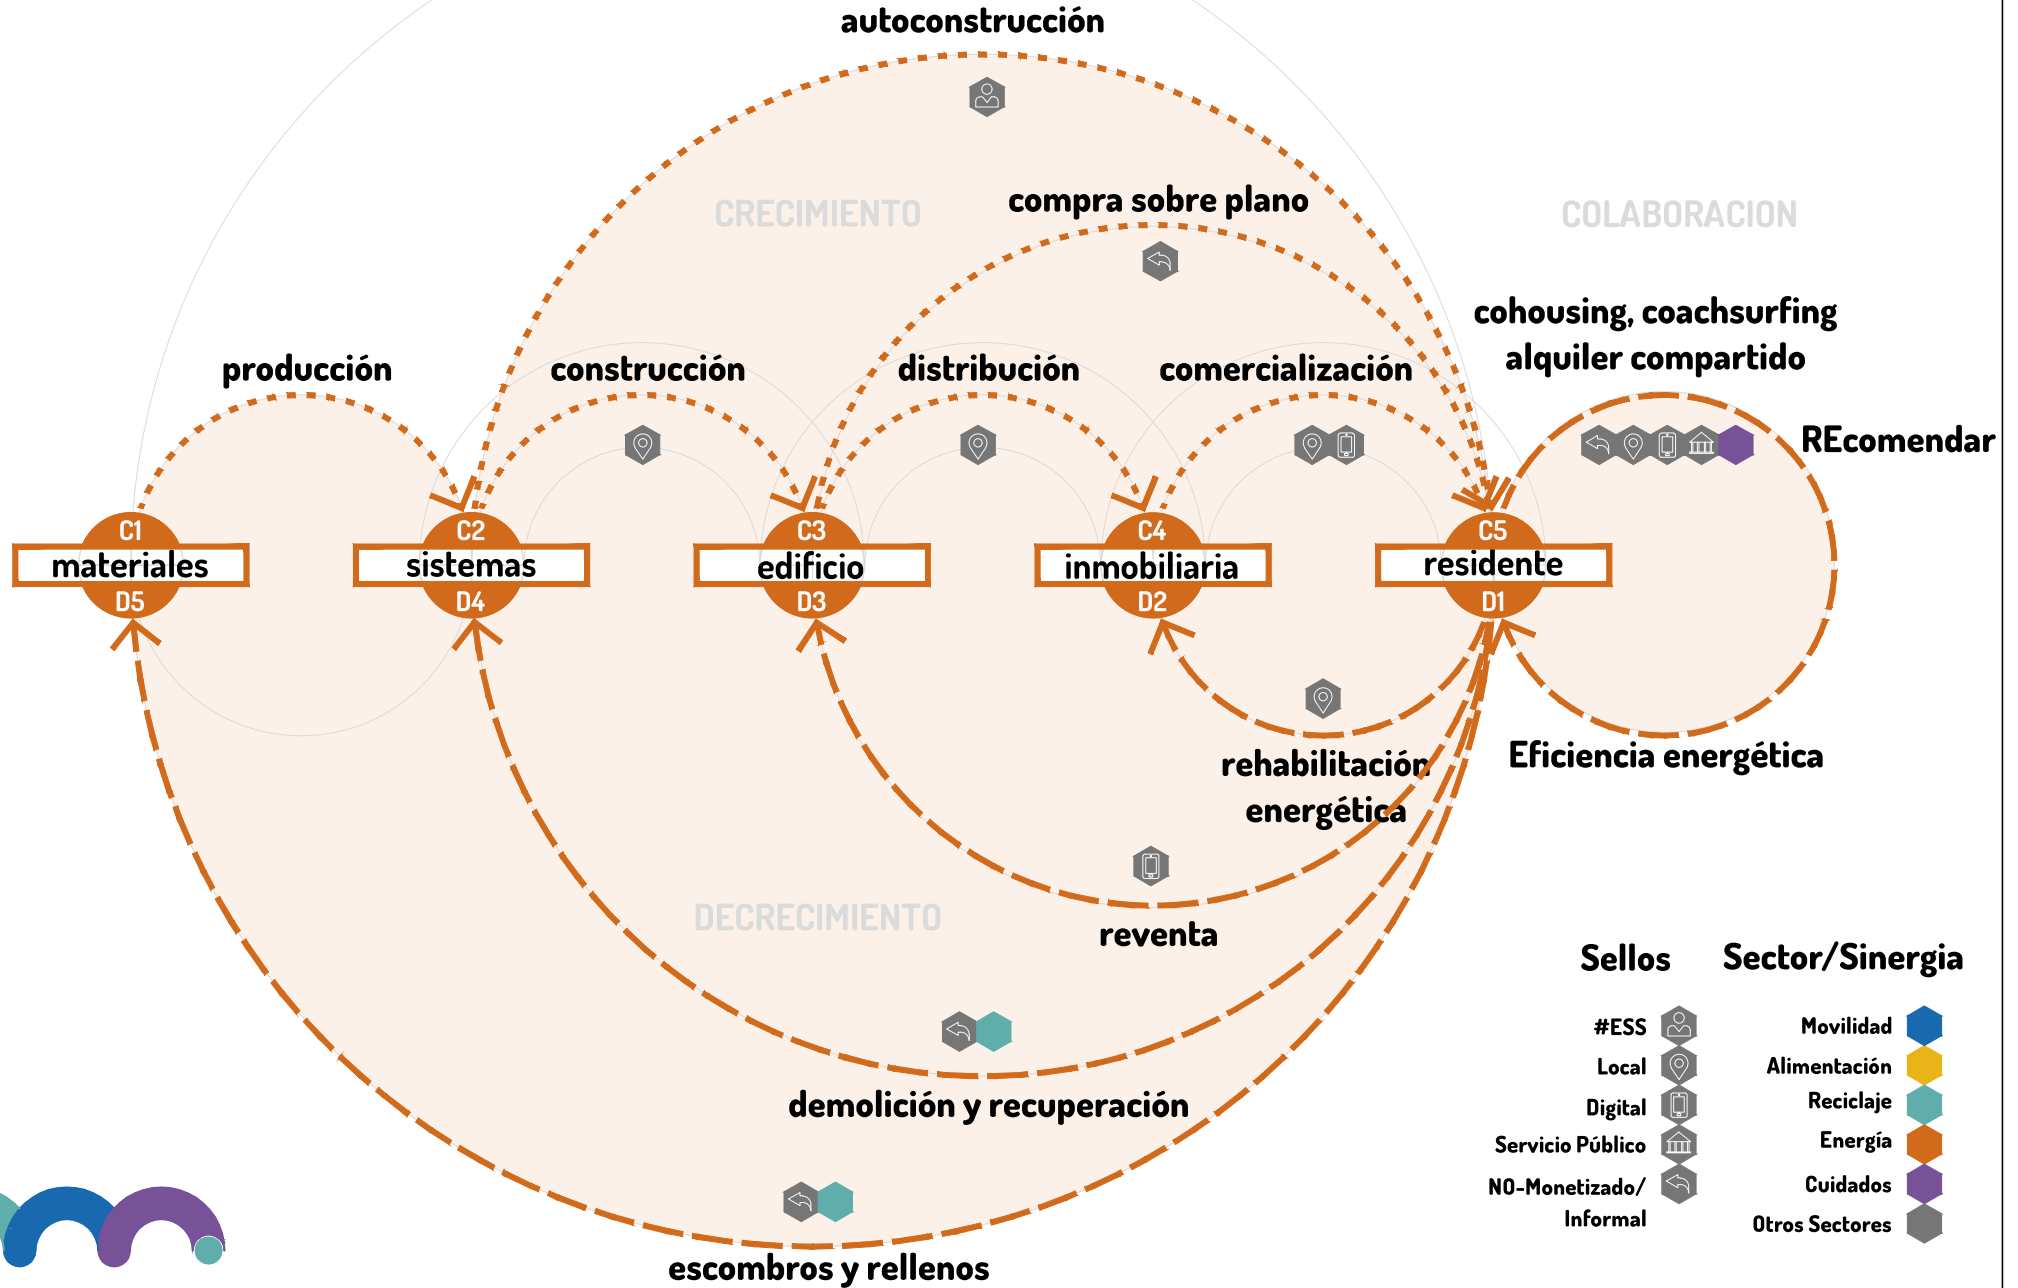 autoconstrucción
CRECIMIENTO
compra sobre plano
COLABORACION
cohousing, coachsurfing
alquiler compartido
producción
construcción
distribución
comercialización
REcomendar
C1
materiales
D5
C2
sistemas
D4
C3
edificio
D3
C4
inmobiliaria
D2
C5
residente
D1
rehabilitación
energética
Eficiencia energética
DECRECIMIENTO
reventa
demolición y recuperación
escombros y rellenos
Sellos
#ESS
Local
Digital
Servicio Público
NO-Monetizado/
Informal
Sector/Sinergia
Movilidad
Alimentación
Reciclaje
Energía
Cuidados
Otros Sectores